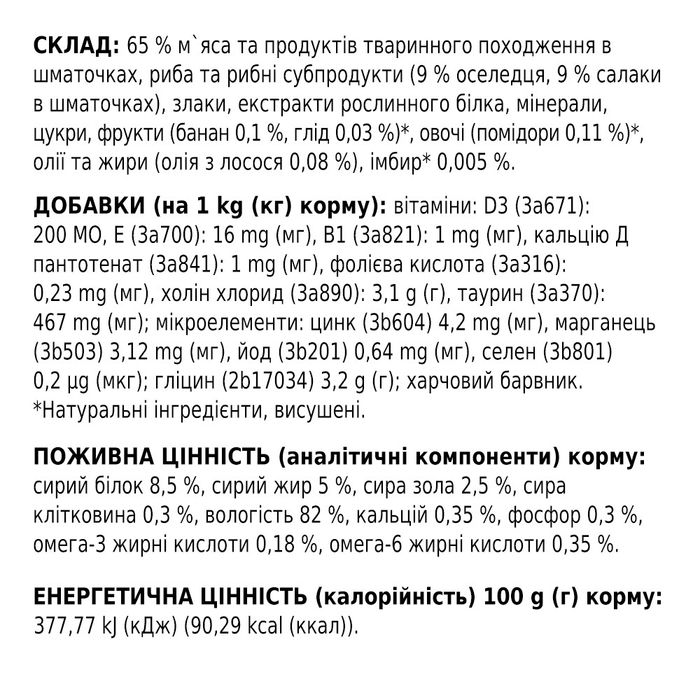 СКЛАД: 65 % м`яса та продуктів тваринного походження в
шматочках, риба та рибні субпродукти (9 % оселедця, 9 % салаки
в шматочках), злаки, екстракти рослинного білка, мінерали,
цукри, фрукти (банан 0,1 %, глід 0,03 %)*, овочі (помідори 0,11 %)*,
олії та жири (олія з лосося 0,08 %), імбир* 0,005 %.
ДОБАВКИ (на 1 kg (кг) корму): вітаміни: D3 (3a671):
200 МО, Е (3а700): 16 mg (мг), В1 (3а821): 1 mg (мг), кальцію Д
пантотенат (3а841): 1 mg (мг), фолієва кислота (3а316):
0,23 mg (мг), холін хлорид (3а890): 3,1 g (г), таурин (3а370):
467 mg (мг); мікроелементи: цинк (3b604) 4,2 mg (мг), марганець
(3b503) 3,12 mg (мг), йод (3b201) 0,64 mg (мг), селен (3b801)
0,2 μg (мкг); гліцин (2b17034) 3,2 g (г); харчовий барвник.
*Натуральні інгредієнти, висушені.
ПОЖИВНА ЦІННІСТЬ (аналітичні компоненти) корму:
сирий білок 8,5 %, сирий жир 5 %, сира зола 2,5 %, сира
клітковина 0,3 %, вологість 82 %, кальцій 0,35 %, фосфор 0,3 %,
омега-3 жирні кислоти 0,18 %, омега-6 жирні кислоти 0,35 %.
ЕНЕРГЕТИЧНА ЦІННІСТЬ (калорійність) 100 g (г) корму:
377,77 kJ (кДж) (90,29 kcal (ккал)).